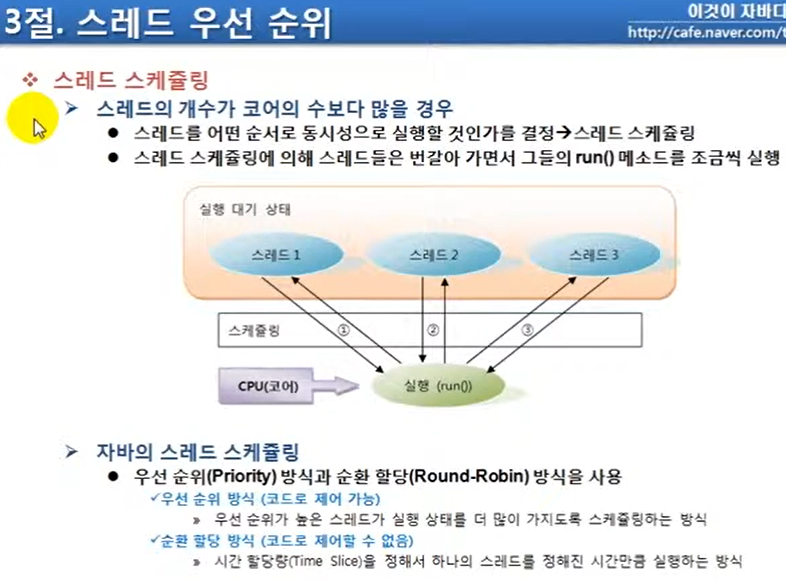 3절. 스레드 우선 순위
이것이 자바다
http://cafe.naver.com/t
스레드 스케쥴링
스레드의 개수가 코어의 수보다 많을 경우
스레드를 어떤 순서로 동시성으로 실행할 것인가를 결정→스레드 스케쥴링
스레드 스케쥴링에 의해 스레드들은 번갈아 가면서 그들의 run() 메소드를 조금씩 실행
실행 대기 상태
스레드 1
스레드 2
스레드 3
스케쥴링
①
②
③
CPU(코어)
실행 (run())
자바의 스레드 스케쥴링
우선 순위(Priority) 방식과 순환 할당(Round-Robin) 방식을 사용
우선 순위 방식 (코드로 제어 가능)
» 우선 순위가 높은 스레드가 실행 상태를 더 많이 가지도록 스케쥴링하는 방식
순환 할당 방식 (코드로 제어할 수 없음)
» 시간 할당량(Time Slice)을 정해서 하나의 스레드를 정해진 시간만큼 실행하는 방식